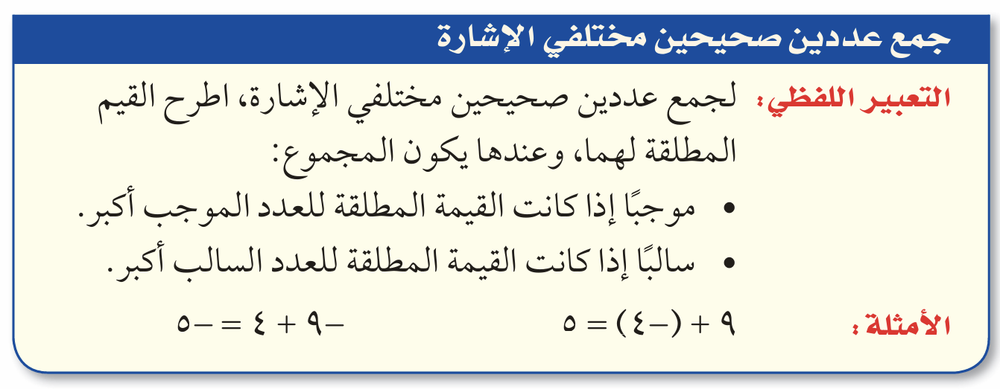 جمع عددين صحيحين مختلفي الإشارة
التعبير اللفظي: لجمع عددين صحيحين مختلفي الإشارة، اطرح القيم
المطلقة لهما، وعندها يكون المجموع:
• موجبًا إذا كانت القيمة المطلقة للعدد الموجب أكبر.
• سالبًا إذا كانت القيمة المطلقة للعدد السالب أكبر.
الأمثلة: ٩ + (−٤) = ٥ −٩ + ٤ = −٥